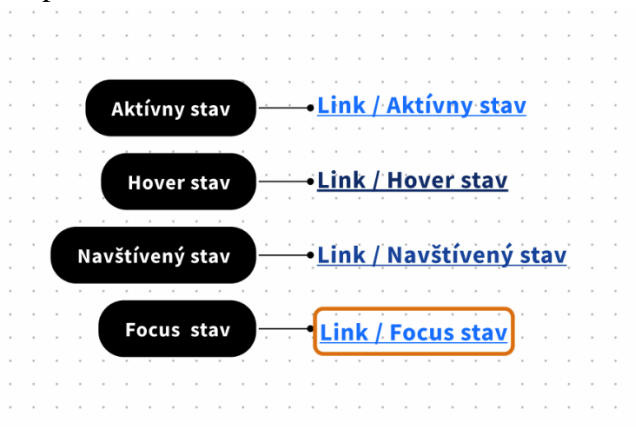 Aktívny stav
Link / Aktívny stav
Hover stav
Link / Hover stav
Navštívený stav
Link / Navštívený stav
Focus stav
Link / Focus stav